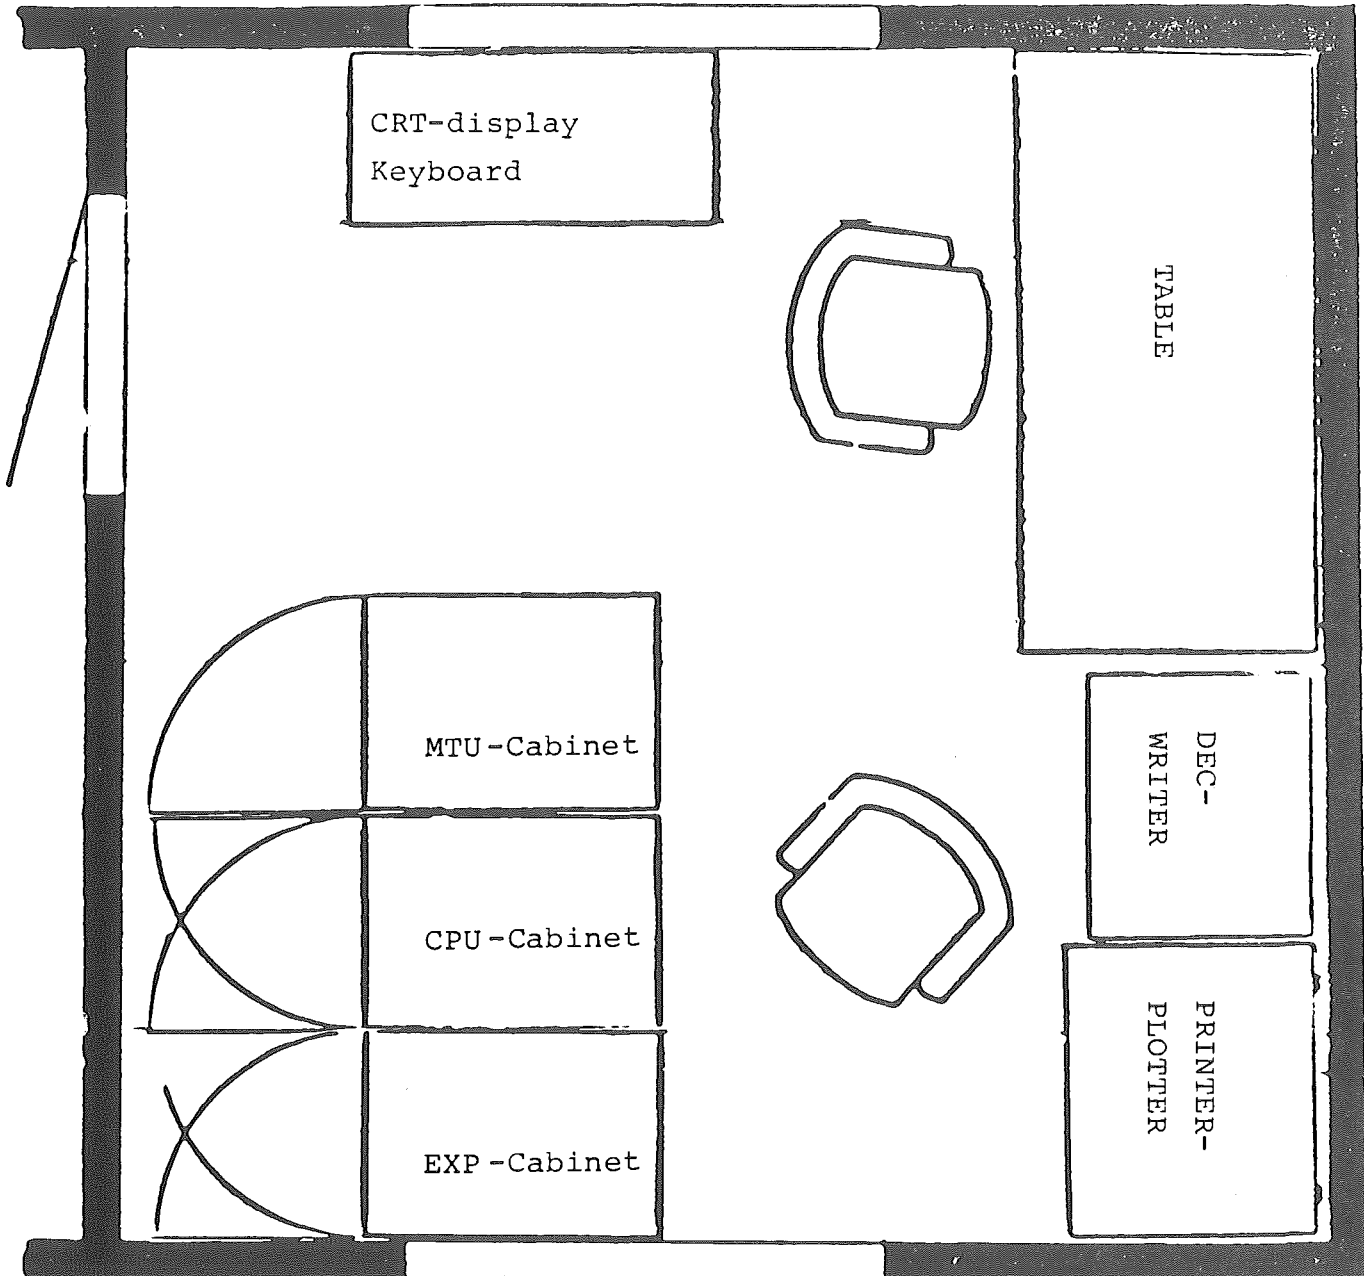 CRT-display
Keyboard
TABLE
MTU-Cabinet
DEC-
WRITER
CPU-Cabinet
PRINTER-
PLOTTER
EXP-Cabinet